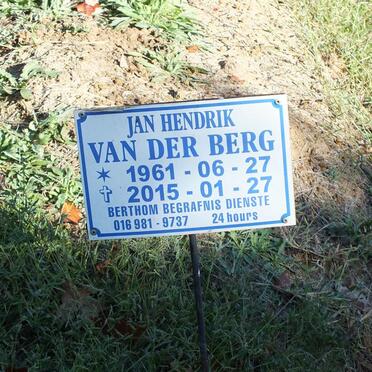 JAN HENDRIK
VAN DER BERG
1961 - 06 - 27
2015 - 01 - 27
BERTHOM BEGRAFNIS DIENSTE
016 981 - 9737 24 hours